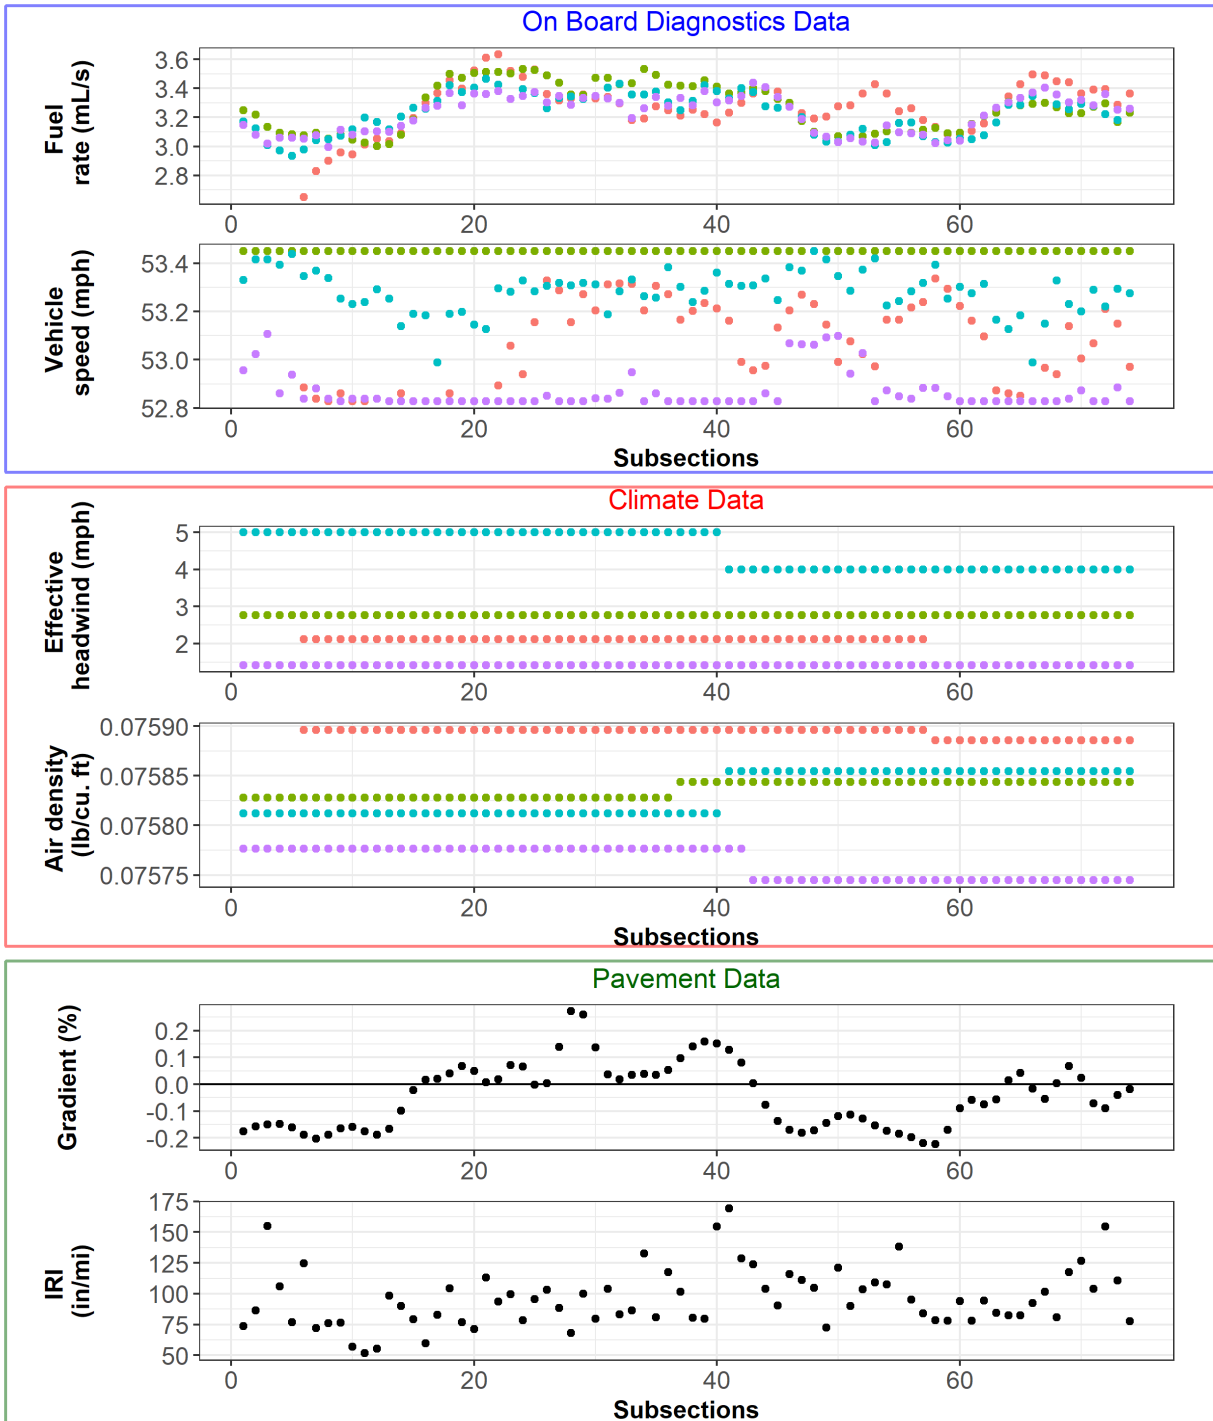 On Board Diagnostics Data
Fuel
rate (mL/s)
3.6
3.4
3.2
3.0
2.8
0 20 40 60
Vehicle
speed (mph)
53.4
53.2
53.0
52.8
0 20 40 60
Subsections
Climate Data
Effective
headwind (mph)
5
4
3
2
0 20 40 60
Air density
(lb/cu. ft)
0.07590
0.07585
0.07580
0.07575
0 20 40 60
Subsections
Pavement Data
Gradient (%)
0.2
0.1
0.0
-0.1
-0.2
0 20 40 60
IRI
(in/mi)
175
150
125
100
75
50
0 20 40 60
Subsections